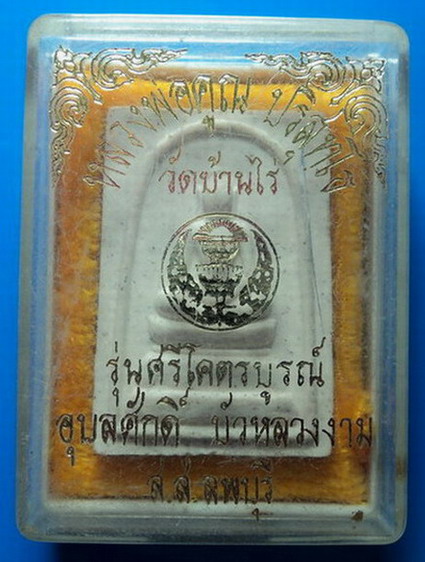 หลวงพ่อคูณ ปริสุทโธ
วัดบ้านไร่
รุ่นศรีโคตรบูรณ์
อุบลศักดิ์ บัวหลวงงาม
ส.ส.ลพบุรี